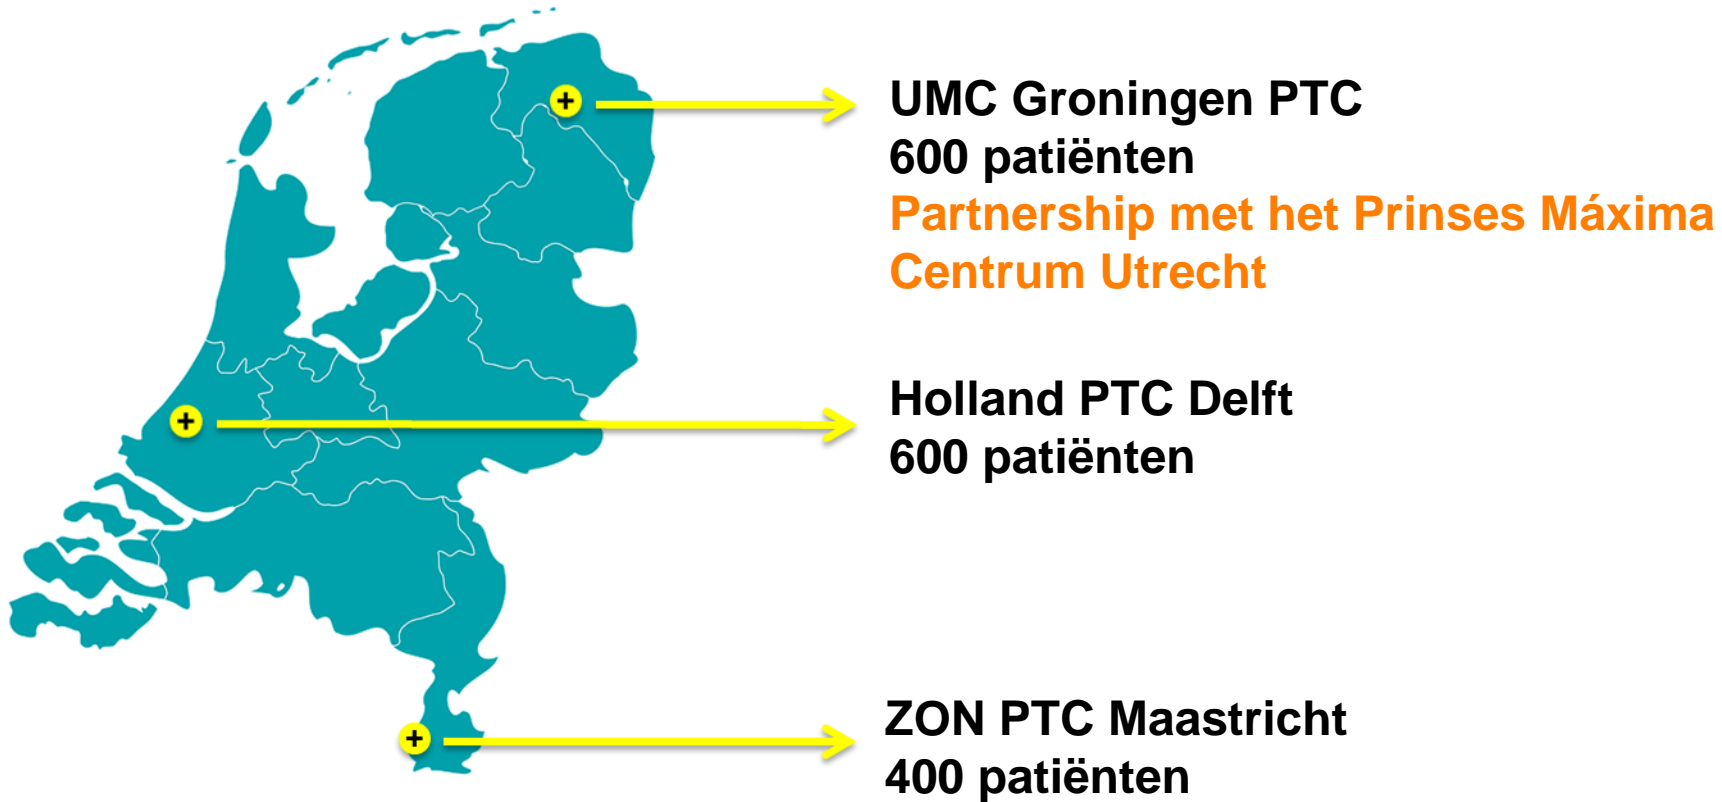 UMC Groningen PTC
600 patiënten
Partnership met het Prinses Máxima
Centrum Utrecht
Holland PTC Delft
600 patiënten
ZON PTC Maastricht
400 patiënten